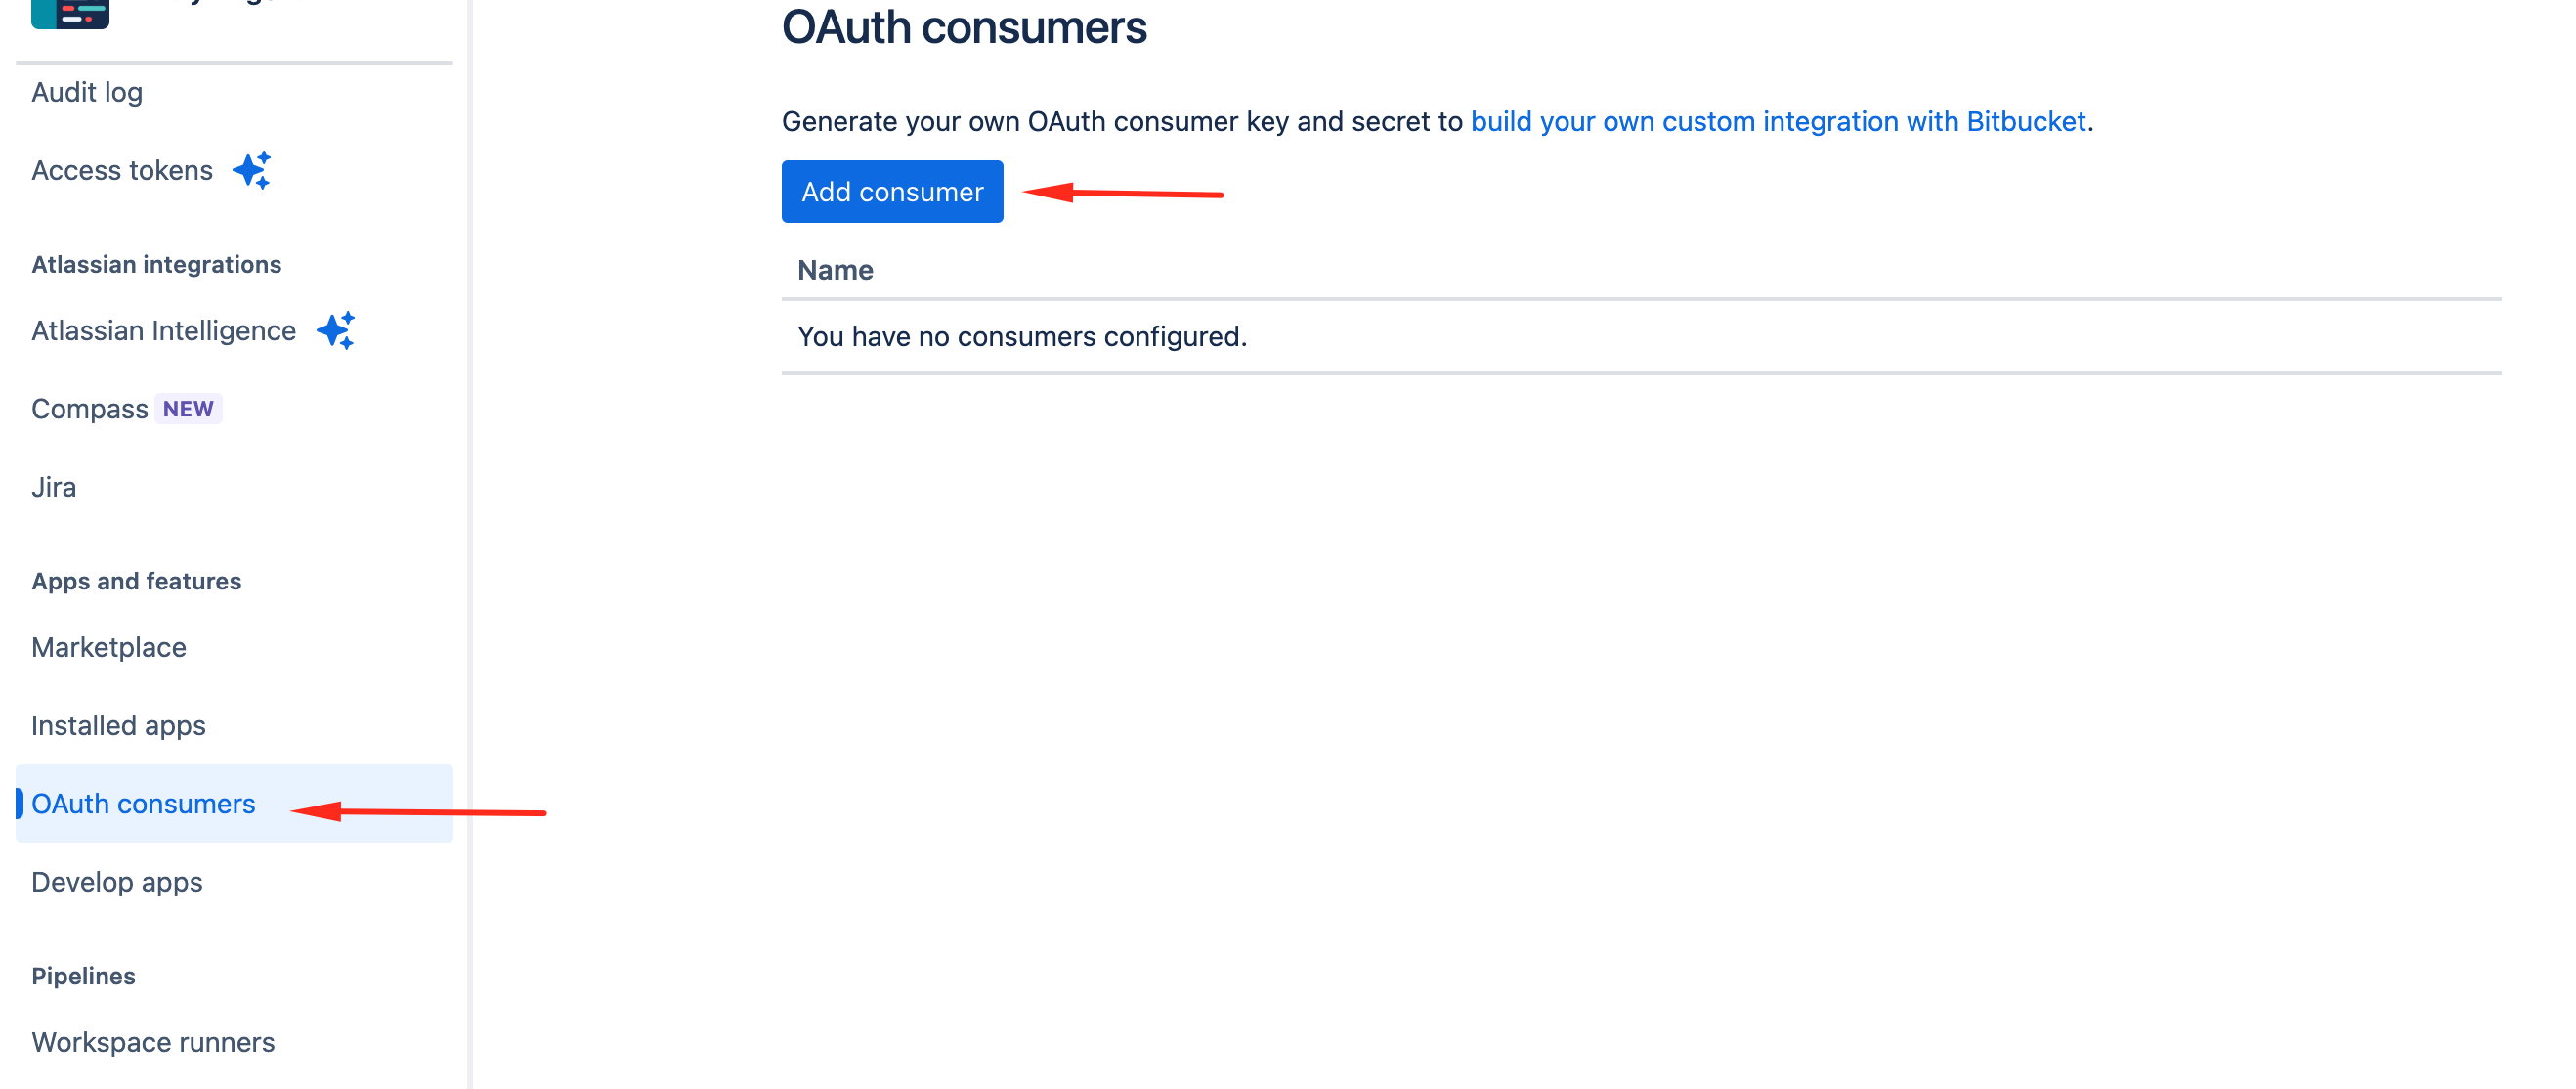 Audit log
Access tokens
Atlassian integrations
Atlassian Intelligence
Compass NEW
Jira
Apps and features
Marketplace
Installed apps
OAuth consumers
Develop apps
Pipelines
Workspace runners
OAuth consumers
Generate your own OAuth consumer key and secret to build your own custom integration with Bitbucket.
Add consumer
Name
You have no consumers configured.